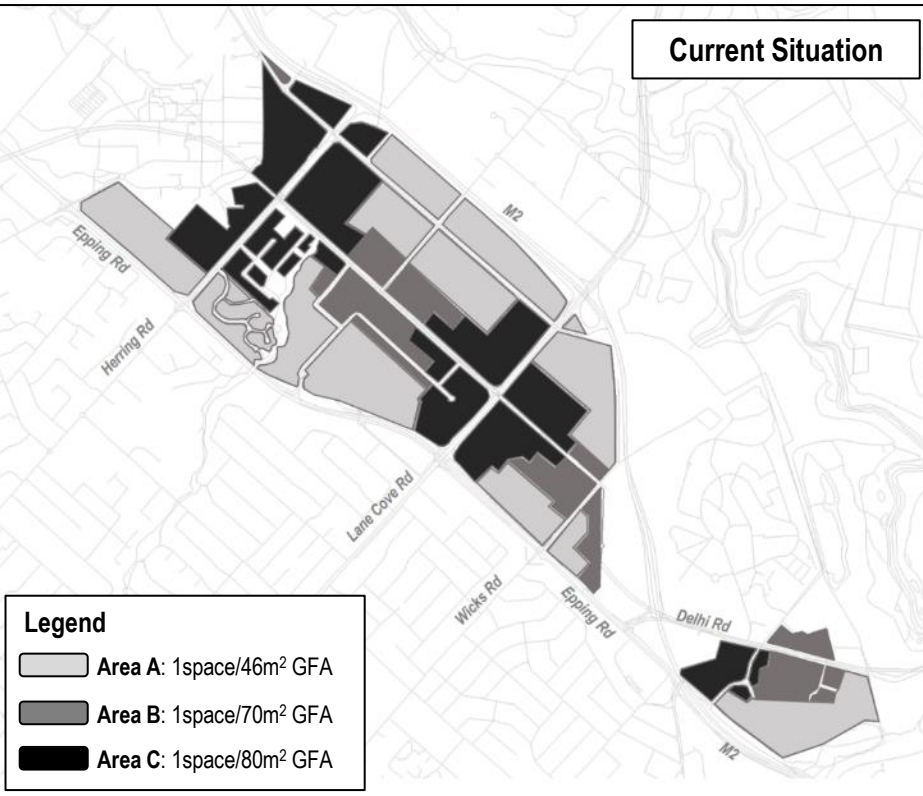 Current Situation
M2
Epping Rd
Herring Rd
Lane Cove Rd
Wicks Rd
Epping Rd
Delhi Rd
M2
Legend
Area A: 1space/46m² GFA
Area B: 1space/70m² GFA
Area C: 1space/80m² GFA